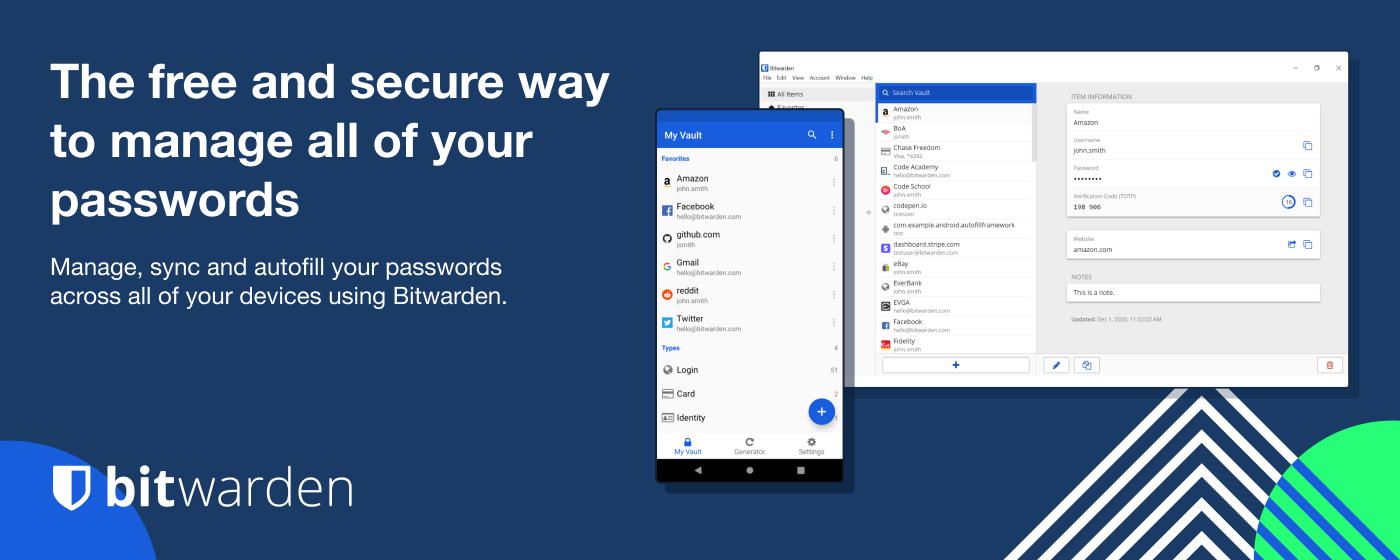 The free and secure way
to manage all of your
passwords
Manage, sync and autofill your passwords
across all of your devices using Bitwarden.
bitwarden
My Vault
Favorites 6
Amazon
john.smith
Facebook
hello@bitwarden.com
github.com
jsmith
Gmail
hello@bitwarden.com
reddit
john.smith
Twitter
hello@bitwarden.com
Types 4
Login 51
Card 2
Identity 1
My Vault Generator Settings
Bitwarden
File Edit View Account Window Help
All Items
Favorites
Search Vault
Amazon
john.smith
BoA
jsmith
Chase Freedom
Visa, *4242
Code Academy
hello@bitwarden.com
Code School
john.smith
codepen.io
testuser
com.example.android.autofillframework
test
dashboard.stripe.com
testuser@bitwarden.com
eBay
john.smith
EverBank
john.smith
EVGA
hello@bitwarden.com
Facebook
hello@bitwarden.com
Fidelity
john.smith
ITEM INFORMATION
Name
Amazon
Username
john.smith
Password
••••••••
Verification Code (TOTP)
190 906
16
Website
amazon.com
NOTES
This is a note.
Updated: Dec 1, 2020, 11:32:02 AM